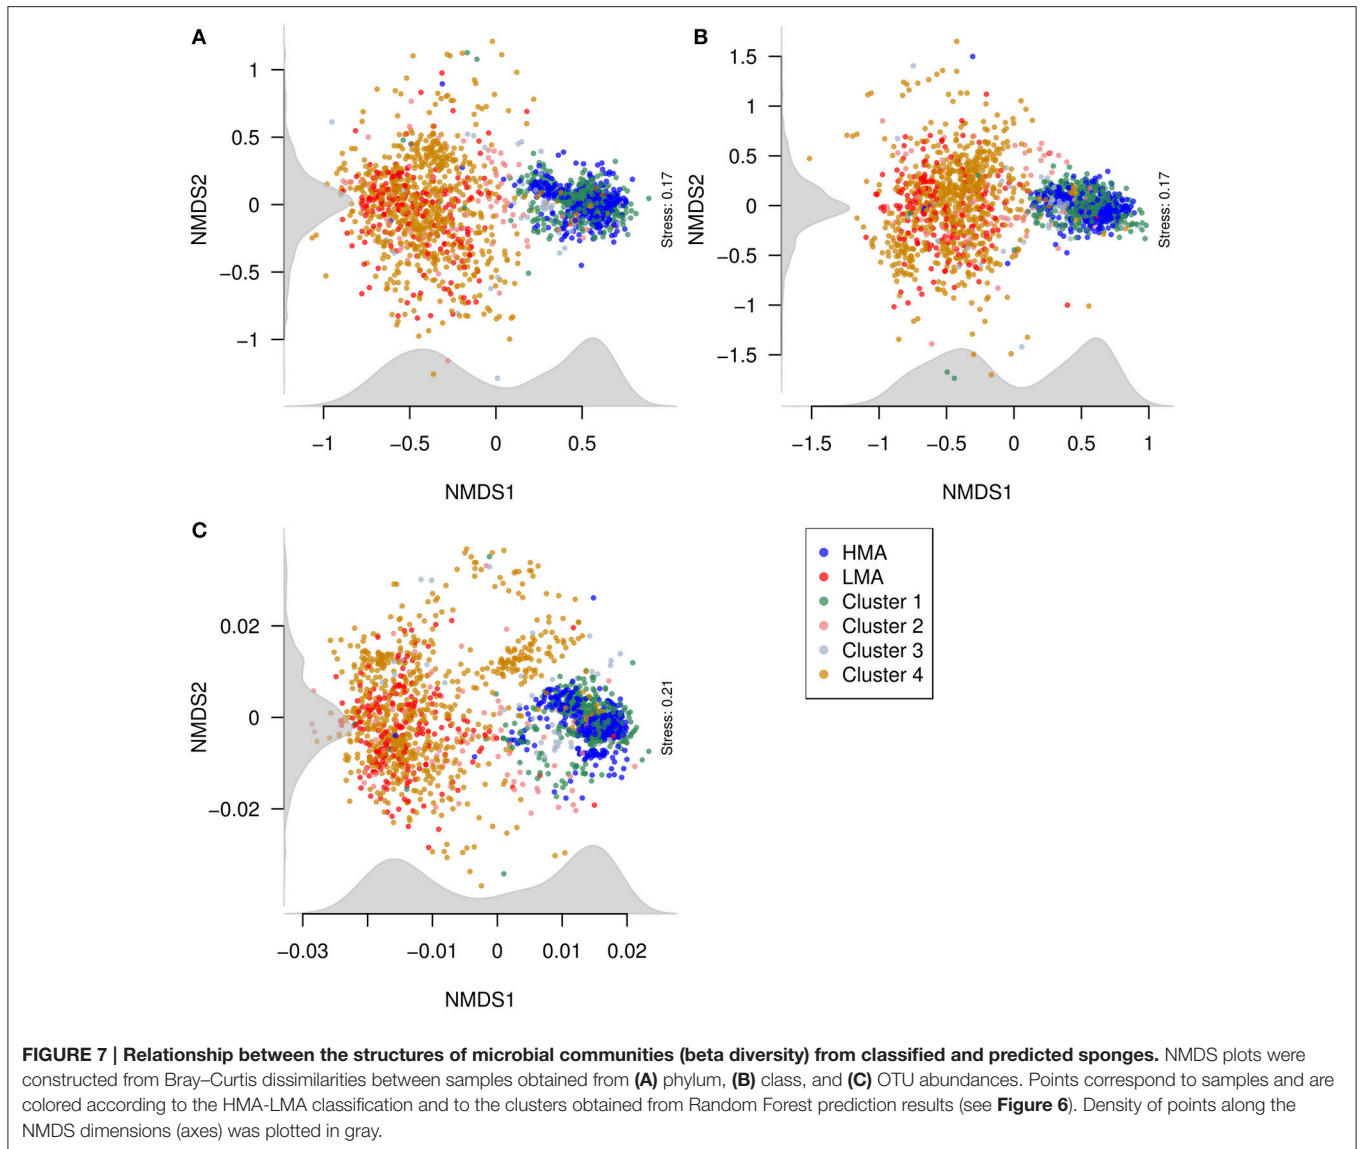 A
1
0.5
0
−0.5
−1
NMDS2
Stress: 0.17
−1
−0.5
0
0.5
NMDS1
B
1.5
1
0.5
0
−0.5
−1
−1.5
NMDS2
Stress: 0.17
−1.5
−1
−0.5
0
0.5
1
NMDS1
C
0.02
0
−0.02
NMDS2
Stress: 0.21
−0.03
−0.01
0
0.01
0.02
NMDS1
HMA
LMA
Cluster 1
Cluster 2
Cluster 3
Cluster 4
FIGURE 7 | Relationship between the structures of microbial communities (beta diversity) from classified and predicted sponges. NMDS plots were
constructed from Bray–Curtis dissimilarities between samples obtained from (A) phylum, (B) class, and (C) OTU abundances. Points correspond to samples and are
colored according to the HMA-LMA classification and to the clusters obtained from Random Forest prediction results (see Figure 6). Density of points along the
NMDS dimensions (axes) was plotted in gray.